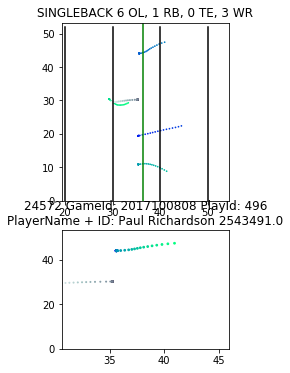 SINGLEBACK 6 OL, 1 RB, 0 TE, 3 WR
50
40
30
20
10
0
20 30 40 50
24572 GameId: 2017100808 PlayId: 496
PlayerName + ID: Paul Richardson 2543491.0
40
20
0
35 40 45